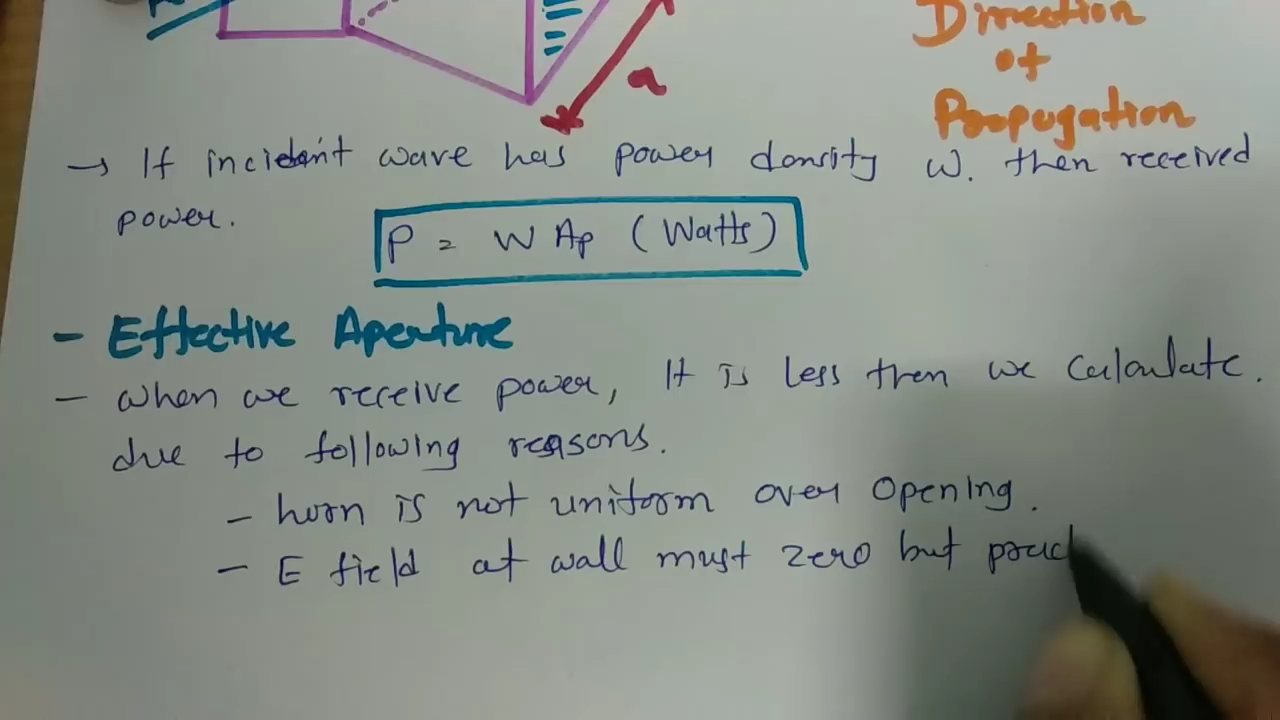 Direction
of
Propugation
a
→ If incident wave has power density W. then received
power.
P = W Ap (Watts)
- Effective Aperture
- when we receive power, It is less then we calculate.
due to following reasons.
- horn is not uniform over opening.
- E field at wall must zero but